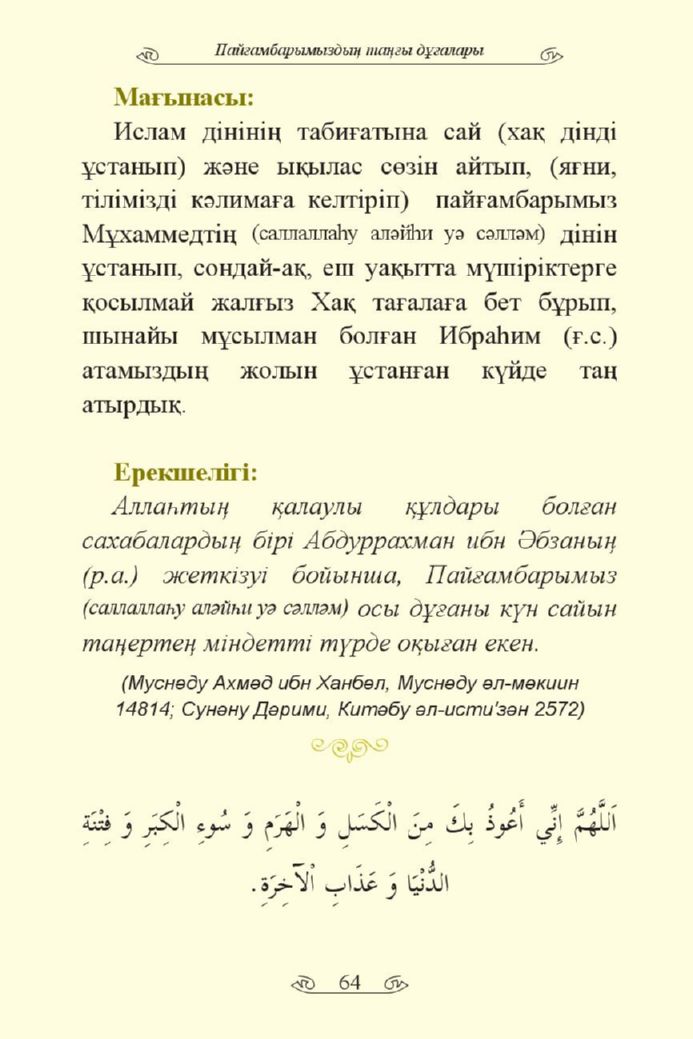 Пайғамбарымыздың таңғы дұғалары
Мағынасы:
Ислам дінінің табиғатына сай (хақ дінді
ұстанып) және ықылас сөзін айтып, (яғни,
тілімізді кәлимаға келтіріп) пайғамбарымыз
Мұхаммедтің (саллаллаһу аләйһи уә сәлләм) дінін
ұстанып, сондай-ақ, еш уақытта мүшіріктерге
қосылмай жалғыз Хақ тағалаға бет бұрып,
шынайы мұсылман болған Ибраһим (ғ.с.)
атамыздың жолын ұстанған күйде таң
атырдық.
Ерекшелігі:
Аллаһтың қалаулы құлдары болған
сахабалардың бірі Абдуррахман ибн Әбзаның
(р.а.) жеткізуі бойынша, Пайғамбарымыз
(саллаллаһу аләйһи уә сәлләм) осы дұғаны күн сайын
таңертең міндетті түрде оқыған екен.
(Муснәду Ахмәд ибн Ханбәл, Муснәду әл-мәкиин
14814; Сунәну Дәрими, Китәбу әл-исти'зән 2572)
اَللَّهُمَّ إِنِّي أَعُوذُ بِكَ مِنَ الْكَسَلِ وَ الْهَرَمِ وَ سُوءِ الْكِبَرِ وَ فِتْنَةِ
الدُّنْيَا وَ عَذَابِ اْلآخِرَةِ.
64